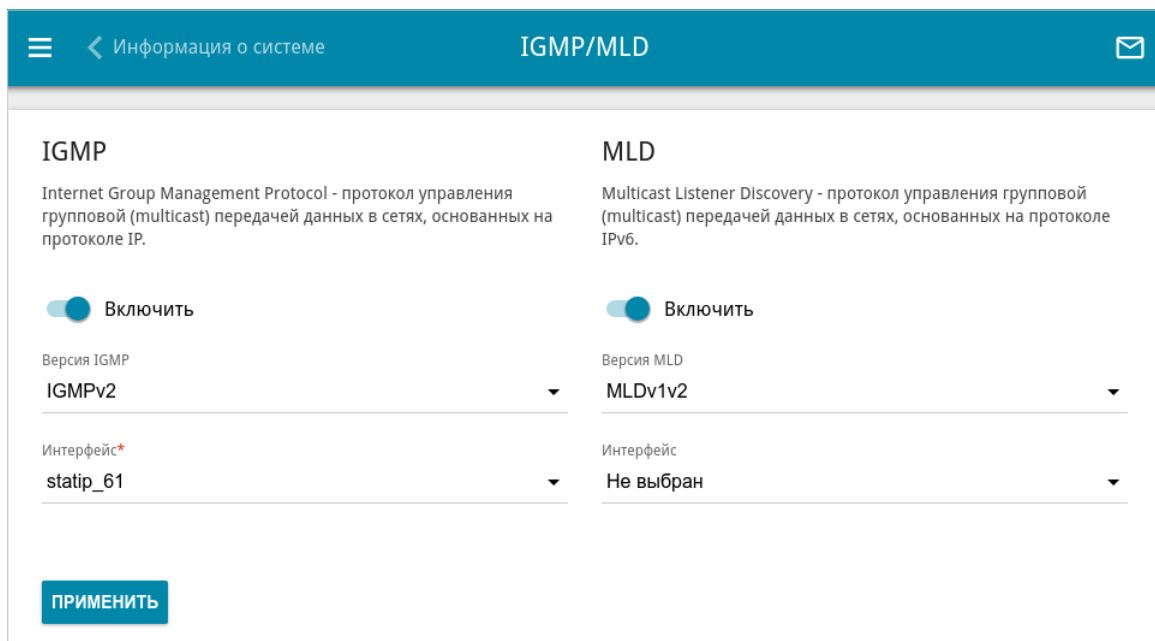 Информация о системе
IGMP/MLD
IGMP
Internet Group Management Protocol - протокол управления
групповой (multicast) передачей данных в сетях, основанных на
протоколе IP.
Включить
Версия IGMP
IGMPv2
Интерфейс*
statip_61
MLD
Multicast Listener Discovery - протокол управления групповой
(multicast) передачей данных в сетях, основанных на протоколе
IPv6.
Включить
Версия MLD
MLDv1v2
Интерфейс
Не выбран
ПРИМЕНИТЬ